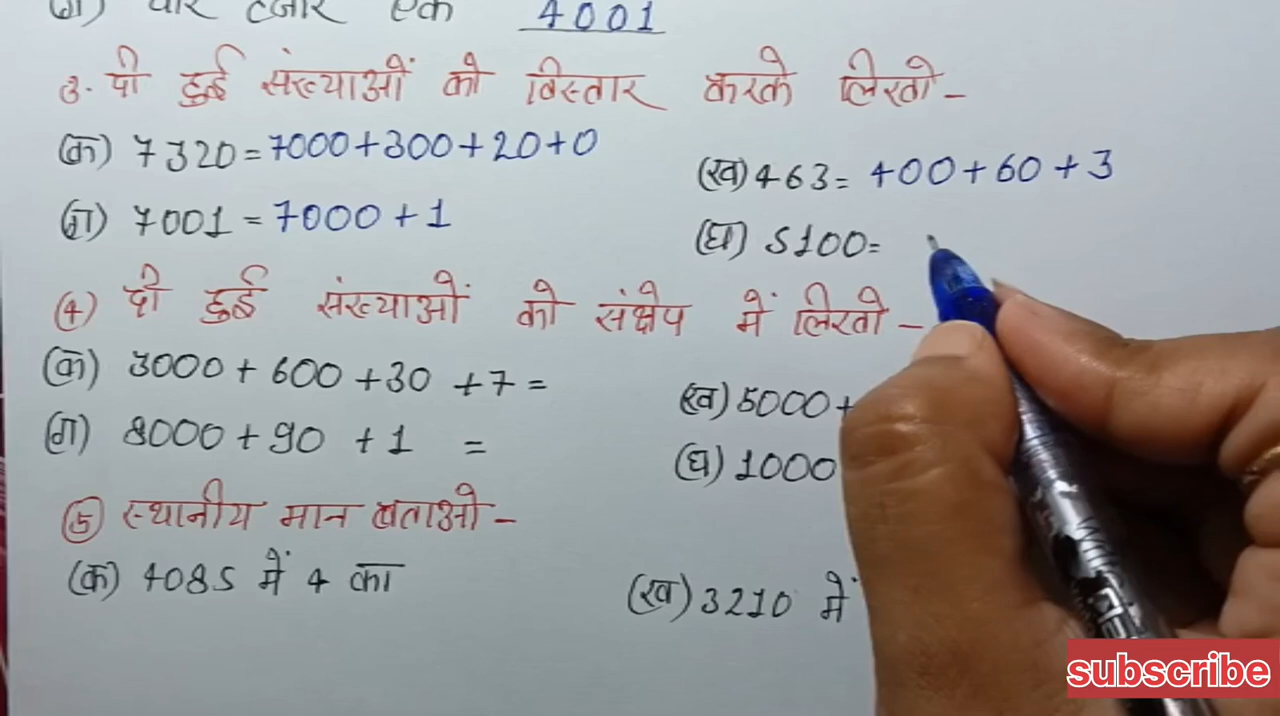 चार हजार एक 4001
3. दी हुई संख्याओं को विस्तार करके लिखो-
(क) 7320=7000+300+20+0
(ख) 463= 400+60+3
(ग) 7001 = 7000+1
(घ) 5100=
(4) दी हुई संख्याओं को संक्षेप में लिखो-
(क) 3000+600+30+7=
(ख) 5000+
(ग) 8000+90+1 =
(घ) 1000
(5) स्थानीय मान बताओ-
(क) 4085 में 4 का
(ख) 3210 में
subscribe